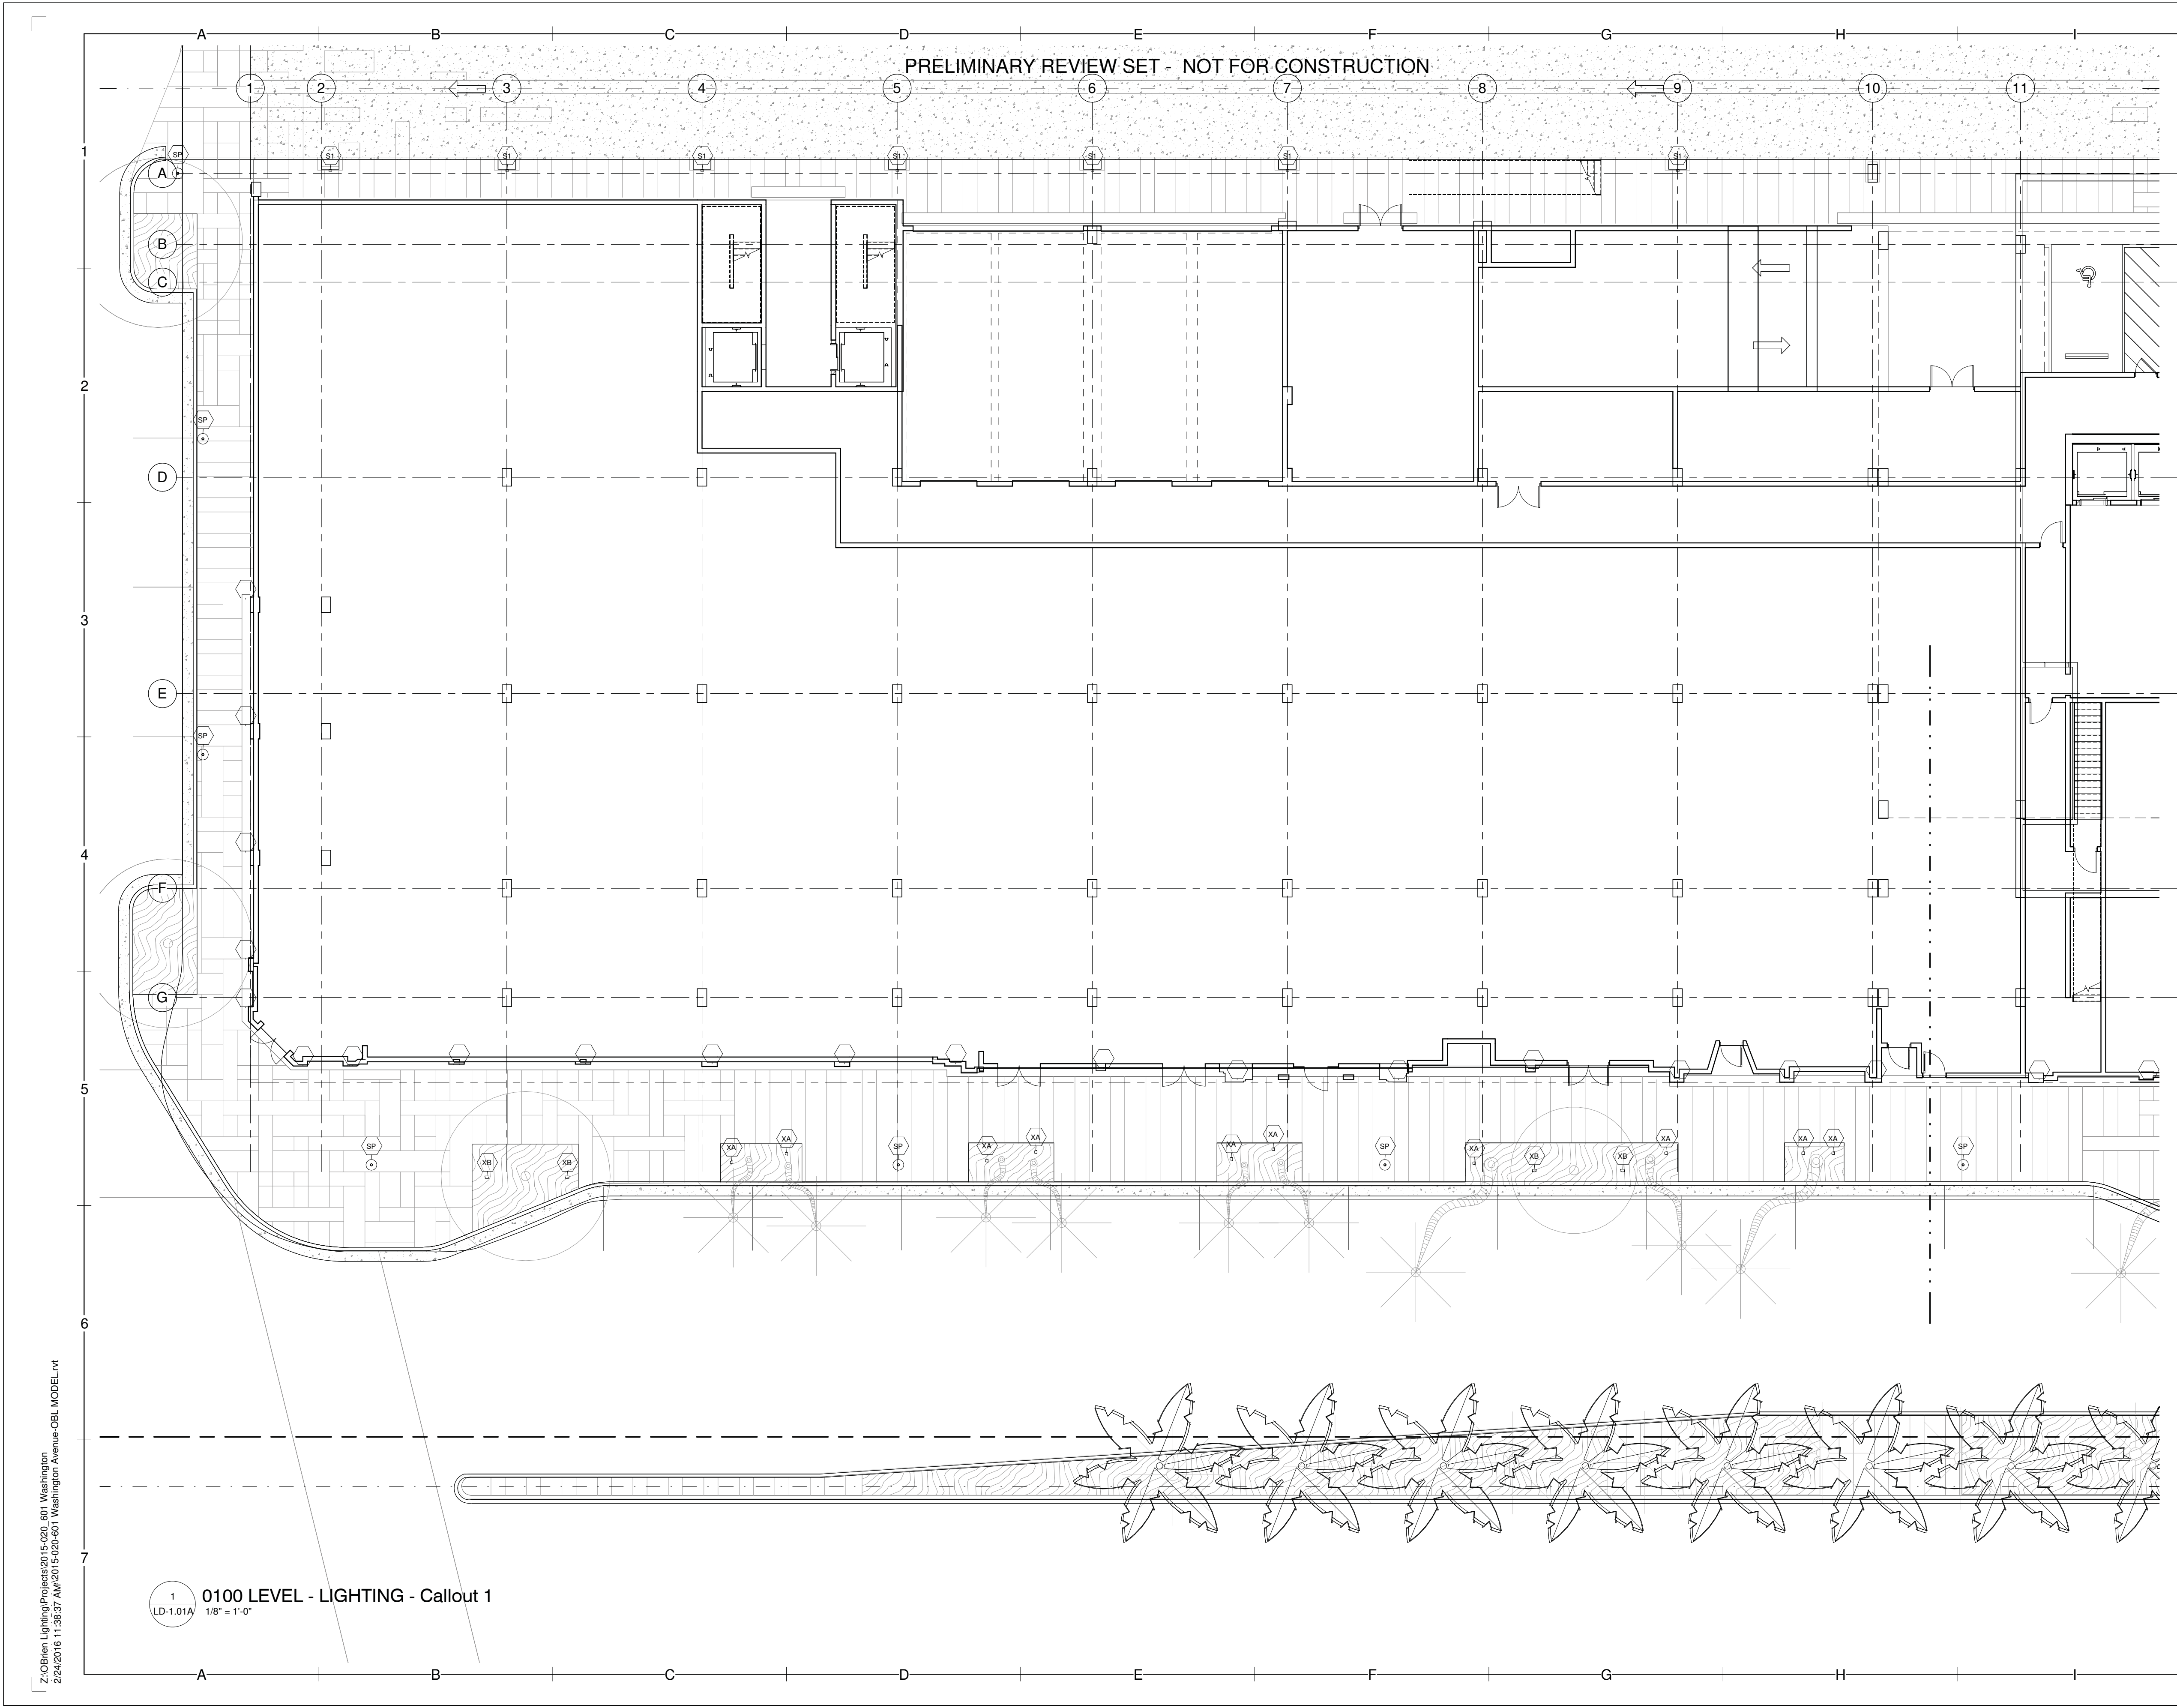 A B C D E F G H I
PRELIMINARY REVIEW SET - NOT FOR CONSTRUCTION
1 2 3 4 5 6 7 8 9 10 11
1
SP S1 S1 S1 S1 S1 S1 S1
A
B
C
2
SP
D
3
E
SP
4
F
G
5
XA XA XA XA XA XA XA XA XA
SP SP SP SP
XA
XB XB XB XB
6
7
1
LD-1.01A
0100 LEVEL - LIGHTING - Callout 1
1/8" = 1'-0"
Z:\OBrien Lighting\Projects\2015-020_601 Washington
Avenue-OBL MODEL.rvt
2/24/2016 11:38:37 AM
A B C D E F G H I